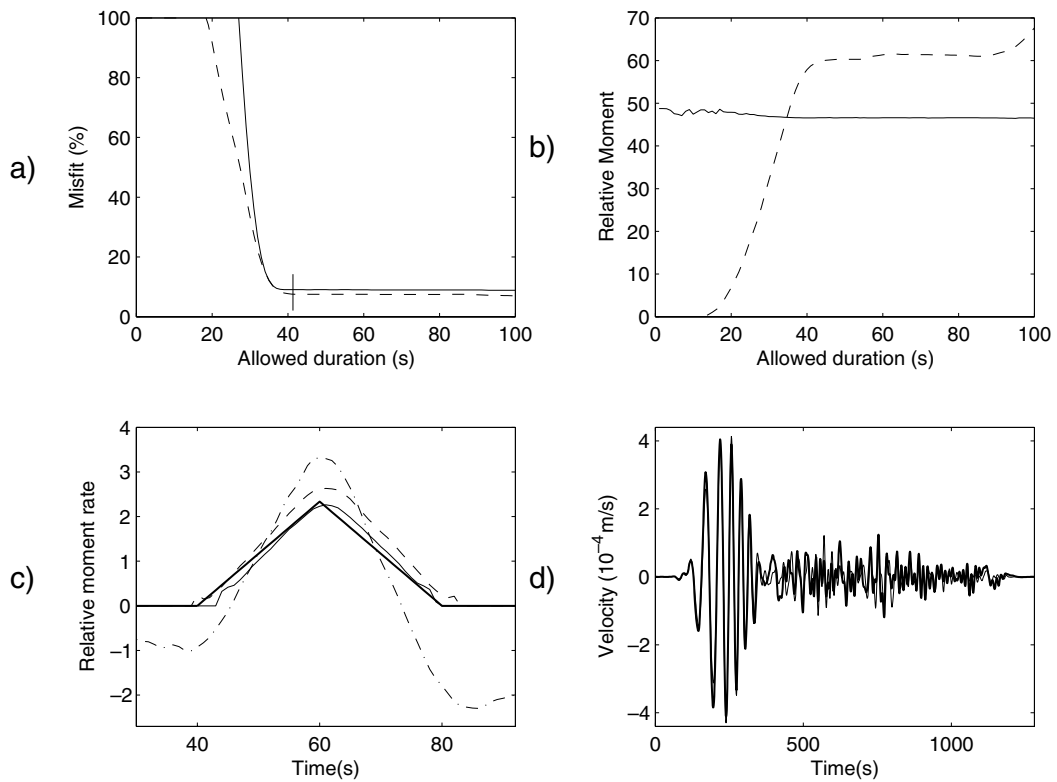 a)
Misfit (%)
100
80
60
40
20
0
0 20 40 60 80 100
Allowed duration (s)
b)
Relative Moment
70
60
50
40
30
20
10
0
0 20 40 60 80 100
Allowed duration (s)
c)
Relative moment rate
4
3
2
1
0
−1
−2
40 60 80
Time(s)
d)
Velocity (10⁻⁴m/s)
4
2
0
−2
−4
0 500 1000
Time(s)